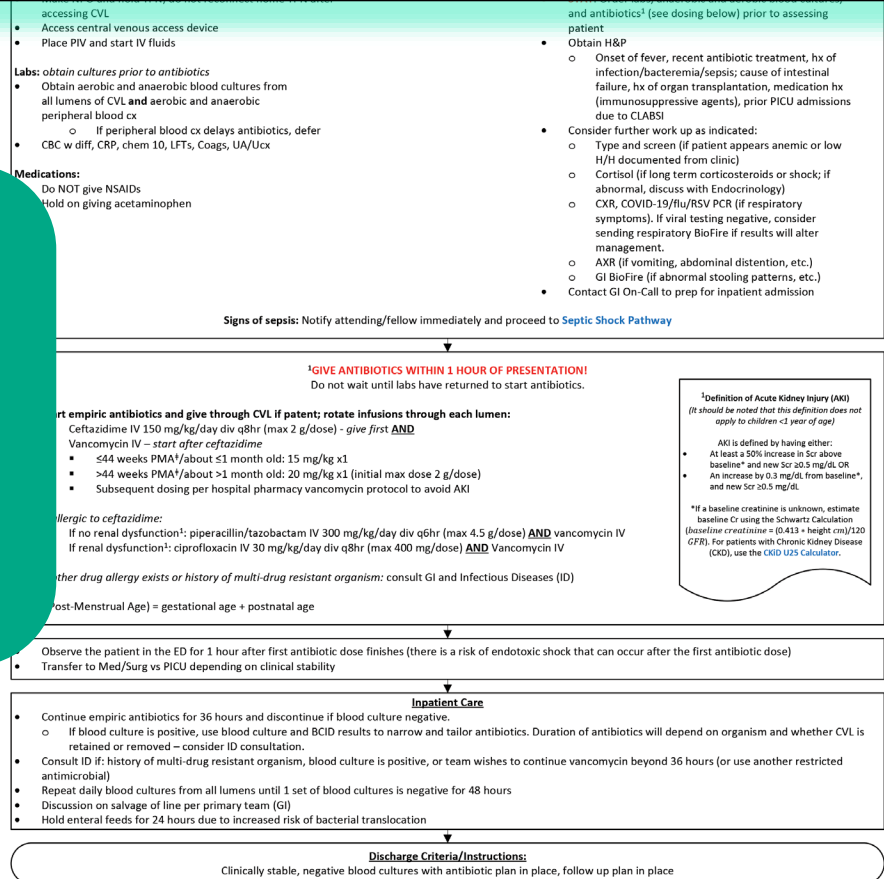 accessing CVL
• Access central venous access device
• Place PIV and start IV fluids
Labs: obtain cultures prior to antibiotics
• Obtain aerobic and anaerobic blood cultures from
all lumens of CVL and aerobic and anaerobic
peripheral blood cx
o If peripheral blood cx delays antibiotics, defer
• CBC w diff, CRP, chem 10, LFTs, Coags, UA/Ucx
Medications:
Do NOT give NSAIDs
Hold on giving acetaminophen
and antibiotics¹ (see dosing below) prior to assessing
patient
• Obtain H&P
o Onset of fever, recent antibiotic treatment, hx of
infection/bacteremia/sepsis; cause of intestinal
failure, hx of organ transplantation, medication hx
(immunosuppressive agents), prior PICU admissions
due to CLABSI
• Consider further work up as indicated:
o Type and screen (if patient appears anemic or low
H/H documented from clinic)
o Cortisol (if long term corticosteroids or shock; if
abnormal, discuss with Endocrinology)
o CXR, COVID-19/flu/RSV PCR (if respiratory
symptoms). If viral testing negative, consider
sending respiratory BioFire if results will alter
management.
o AXR (if vomiting, abdominal distention, etc.)
o GI BioFire (if abnormal stooling patterns, etc.)
• Contact GI On-Call to prep for inpatient admission
Signs of sepsis: Notify attending/fellow immediately and proceed to Septic Shock Pathway
¹GIVE ANTIBIOTICS WITHIN 1 HOUR OF PRESENTATION!
Do not wait until labs have returned to start antibiotics.
empiric antibiotics and give through CVL if patent; rotate infusions through each lumen:
Ceftazidime IV 150 mg/kg/day div q8hr (max 2 g/dose) - give first AND
Vancomycin IV – start after ceftazidime
▪ ≤44 weeks PMA⁺/about ≤1 month old: 15 mg/kg x1
▪ >44 weeks PMA⁺/about >1 month old: 20 mg/kg x1 (initial max dose 2 g/dose)
▪ Subsequent dosing per hospital pharmacy vancomycin protocol to avoid AKI
allergic to ceftazidime:
If no renal dysfunction¹: piperacillin/tazobactam IV 300 mg/kg/day div q6hr (max 4.5 g/dose) AND vancomycin IV
If renal dysfunction¹: ciprofloxacin IV 30 mg/kg/day div q8hr (max 400 mg/dose) AND Vancomycin IV
other drug allergy exists or history of multi-drug resistant organism: consult GI and Infectious Diseases (ID)
Post-Menstrual Age) = gestational age + postnatal age
¹Definition of Acute Kidney Injury (AKI)
(It should be noted that this definition does not
apply to children <1 year of age)
AKI is defined by having either:
• At least a 50% increase in Scr above
baseline* and new Scr ≥0.5 mg/dL OR
• An increase by 0.3 mg/dL from baseline*,
and new Scr ≥0.5 mg/dL
*If a baseline creatinine is unknown, estimate
baseline Cr using the Schwartz Calculation
(baseline creatinine = (0.413 * height cm)/120
GFR). For patients with Chronic Kidney Disease
(CKD), use the CKiD U25 Calculator.
Observe the patient in the ED for 1 hour after first antibiotic dose finishes (there is a risk of endotoxic shock that can occur after the first antibiotic dose)
• Transfer to Med/Surg vs PICU depending on clinical stability
Inpatient Care
• Continue empiric antibiotics for 36 hours and discontinue if blood culture negative.
o If blood culture is positive, use blood culture and BCID results to narrow and tailor antibiotics. Duration of antibiotics will depend on organism and whether CVL is
retained or removed – consider ID consultation.
• Consult ID if: history of multi-drug resistant organism, blood culture is positive, or team wishes to continue vancomycin beyond 36 hours (or use another restricted
antimicrobial)
• Repeat daily blood cultures from all lumens until 1 set of blood cultures is negative for 48 hours
• Discussion on salvage of line per primary team (GI)
• Hold enteral feeds for 24 hours due to increased risk of bacterial translocation
Discharge Criteria/Instructions:
Clinically stable, negative blood cultures with antibiotic plan in place, follow up plan in place